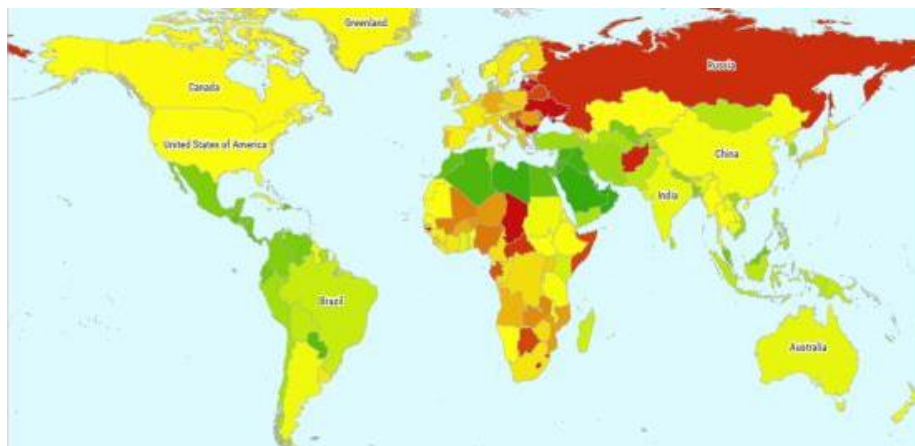 Greenland
Russia
Canada
United States of America
China
India
Brazil
Australia